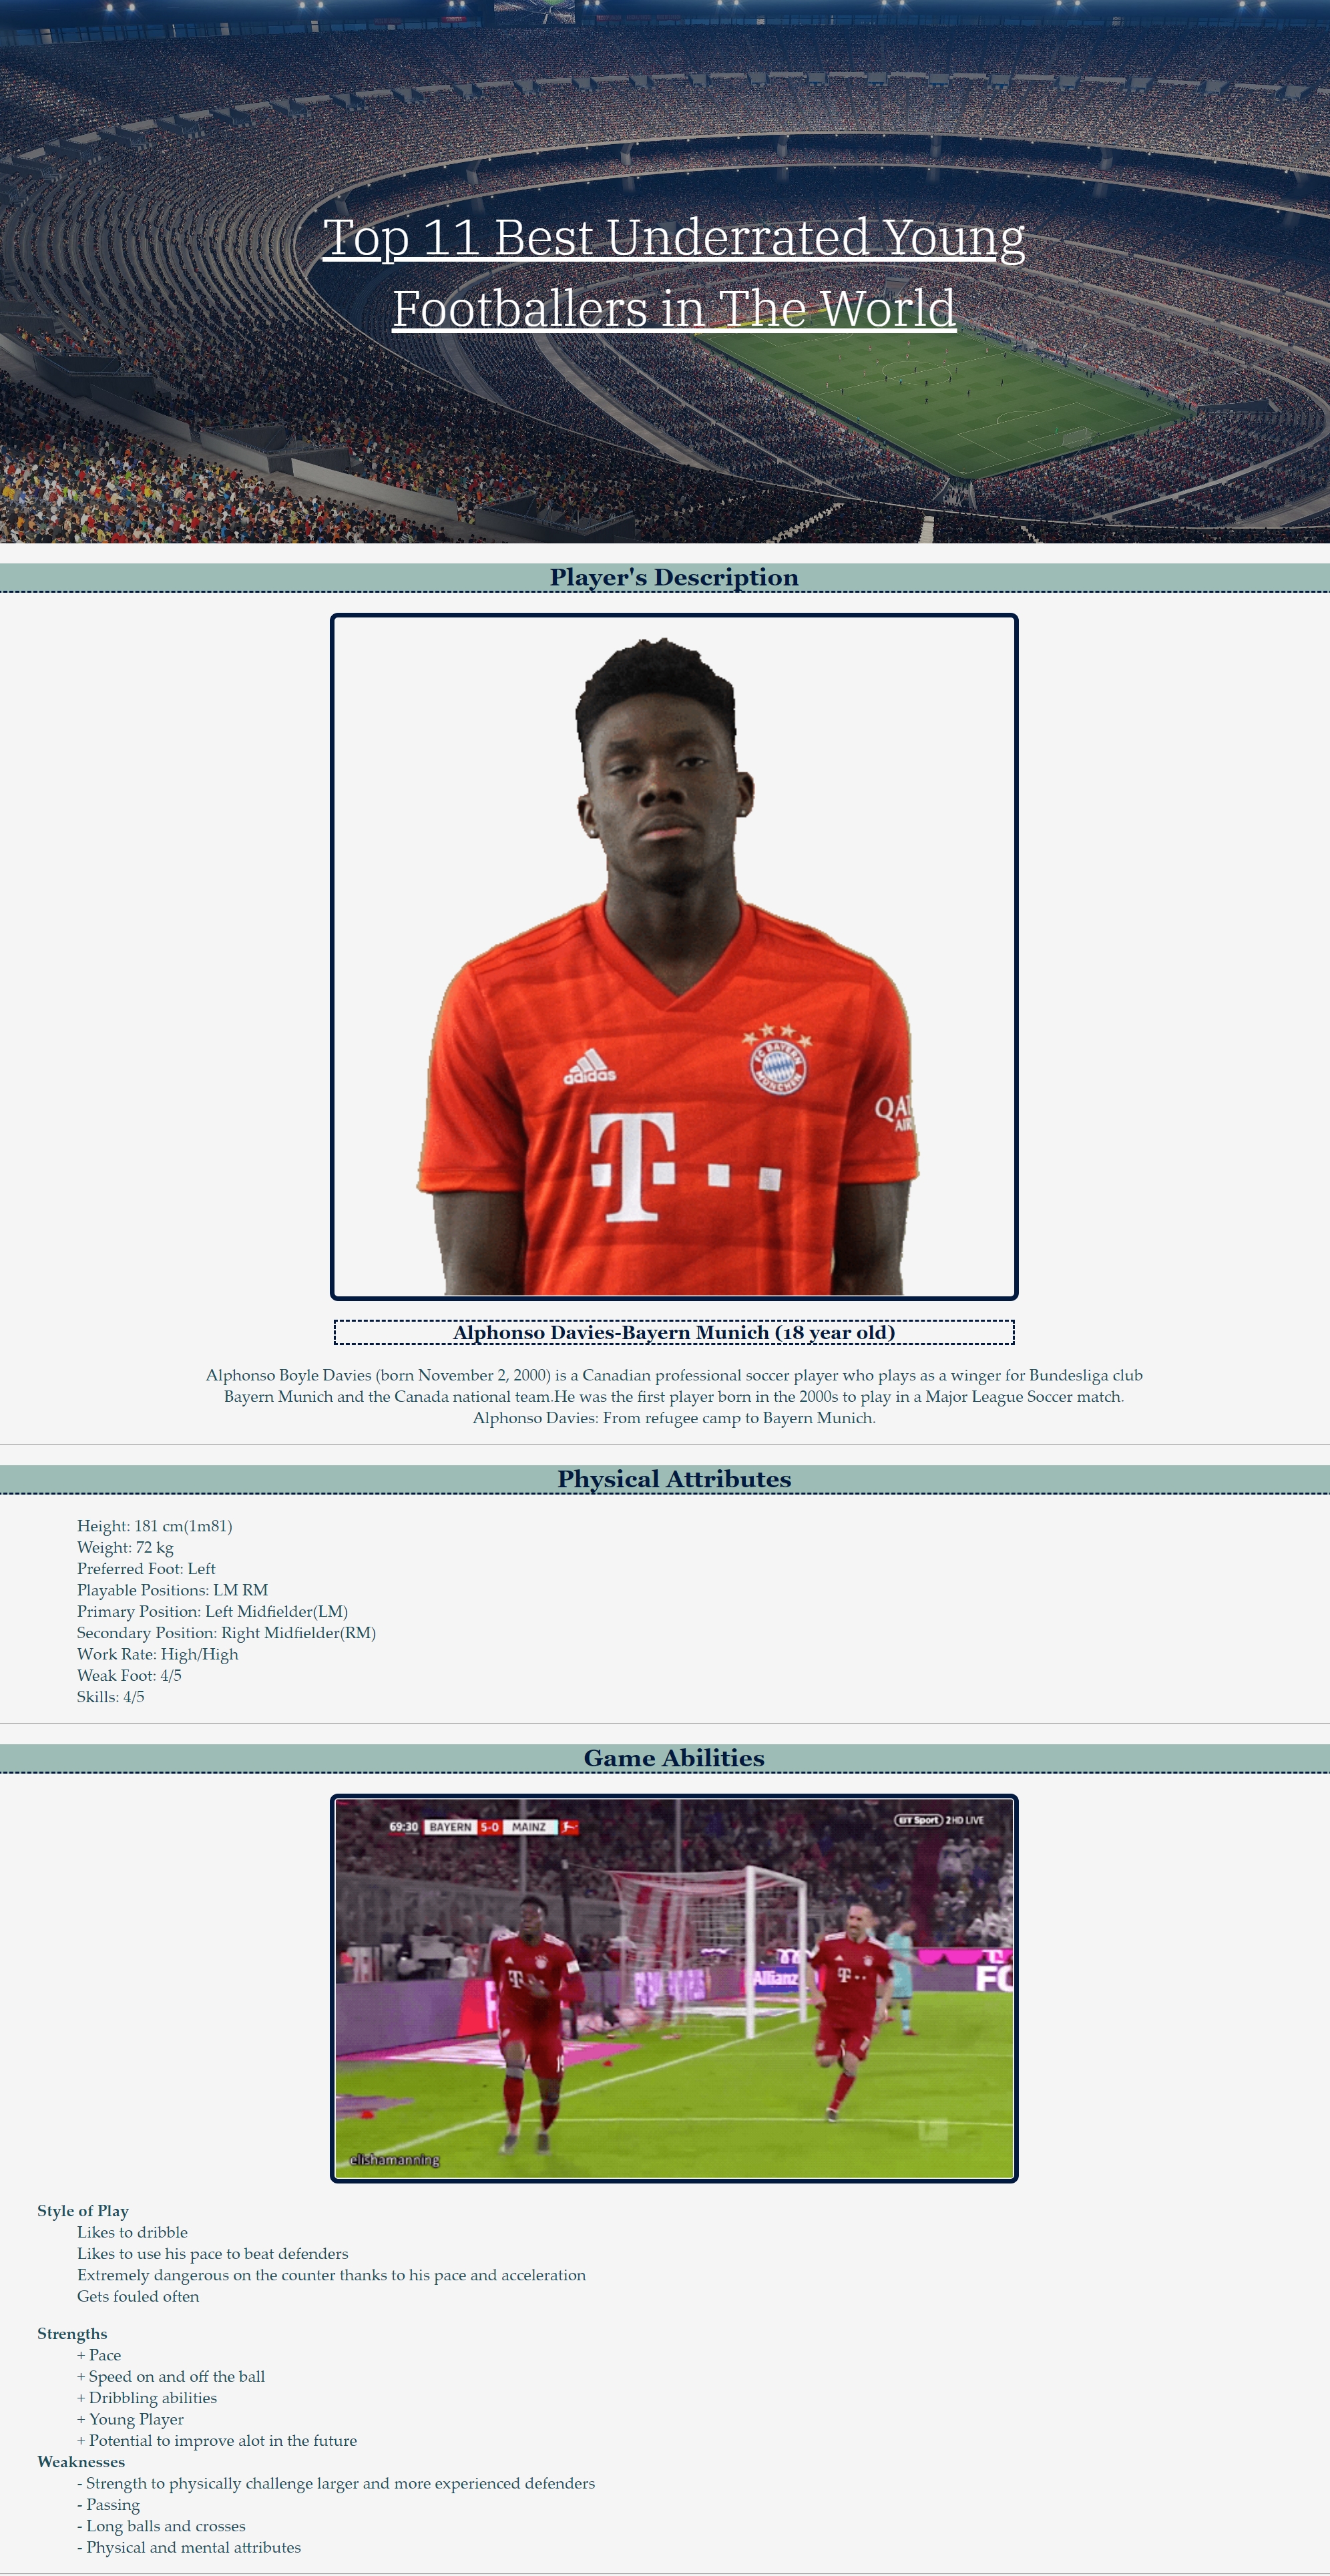 Top 11 Best Underrated Young
Footballers in The World
Player's Description
FC BAYERN
MÜNCHEN
adidas
QAT
AIR
T
Alphonso Davies-Bayern Munich (18 year old)
Alphonso Boyle Davies (born November 2, 2000) is a Canadian professional soccer player who plays as a winger for Bundesliga club
Bayern Munich and the Canada national team.He was the first player born in the 2000s to play in a Major League Soccer match.
Alphonso Davies: From refugee camp to Bayern Munich.
Physical Attributes
Height: 181 cm(1m81)
Weight: 72 kg
Preferred Foot: Left
Playable Positions: LM RM
Primary Position: Left Midfielder(LM)
Secondary Position: Right Midfielder(RM)
Work Rate: High/High
Weak Foot: 4/5
Skills: 4/5
Game Abilities
69:30 BAYERN 5-0 MAINZ
BT Sport 2HD LIVE
Allianz
FC
elishamanning
Style of Play
Likes to dribble
Likes to use his pace to beat defenders
Extremely dangerous on the counter thanks to his pace and acceleration
Gets fouled often
Strengths
+ Pace
+ Speed on and off the ball
+ Dribbling abilities
+ Young Player
+ Potential to improve alot in the future
Weaknesses
- Strength to physically challenge larger and more experienced defenders
- Passing
- Long balls and crosses
- Physical and mental attributes